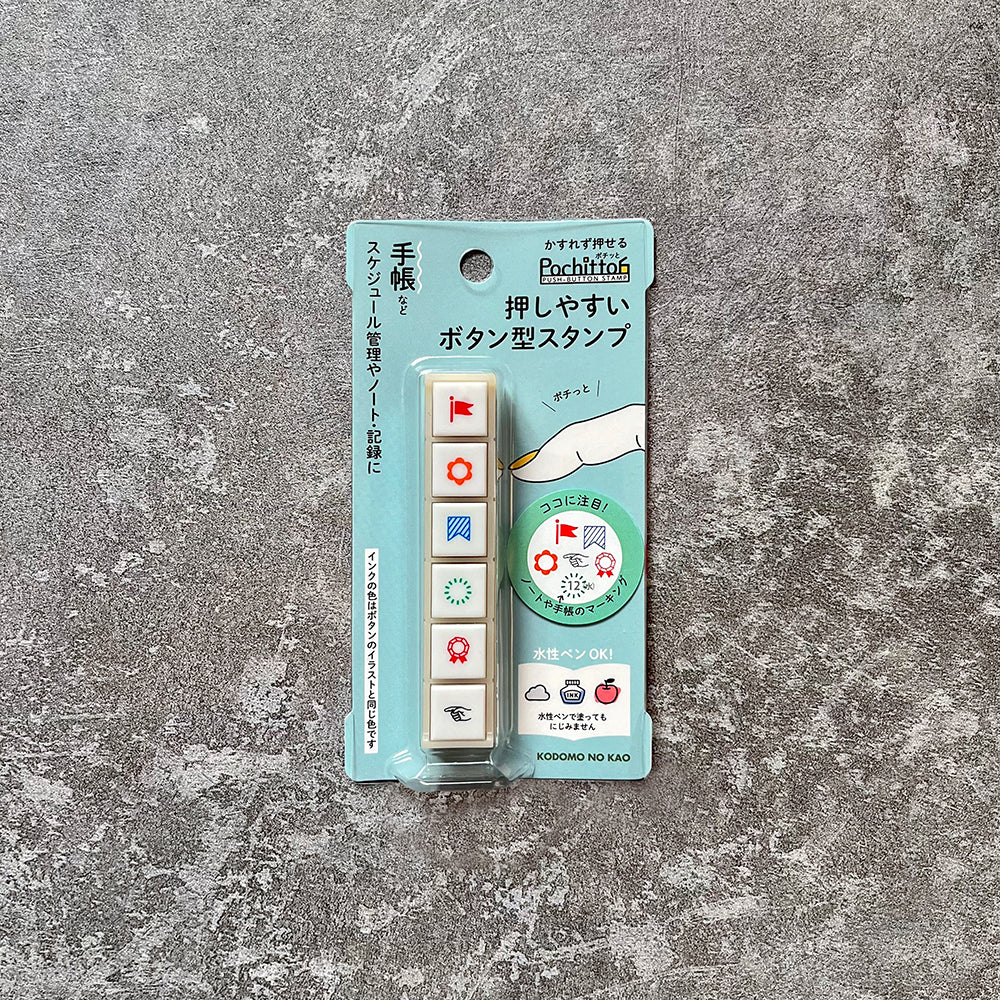 手帳など
スケジュール管理やノート・記録に
かすれず押せる
ポチッと
Pochitto6
PUSH-BUTTON STAMP
押しやすい
ボタン型スタンプ
ポチっと
ココに注目!
12
ノートや手帳のマーキング
インクの色はボタンのイラストと同じ色です
水性ペンOK!
INK
水性ペンで塗っても
にじみません
KODOMO NO KAO